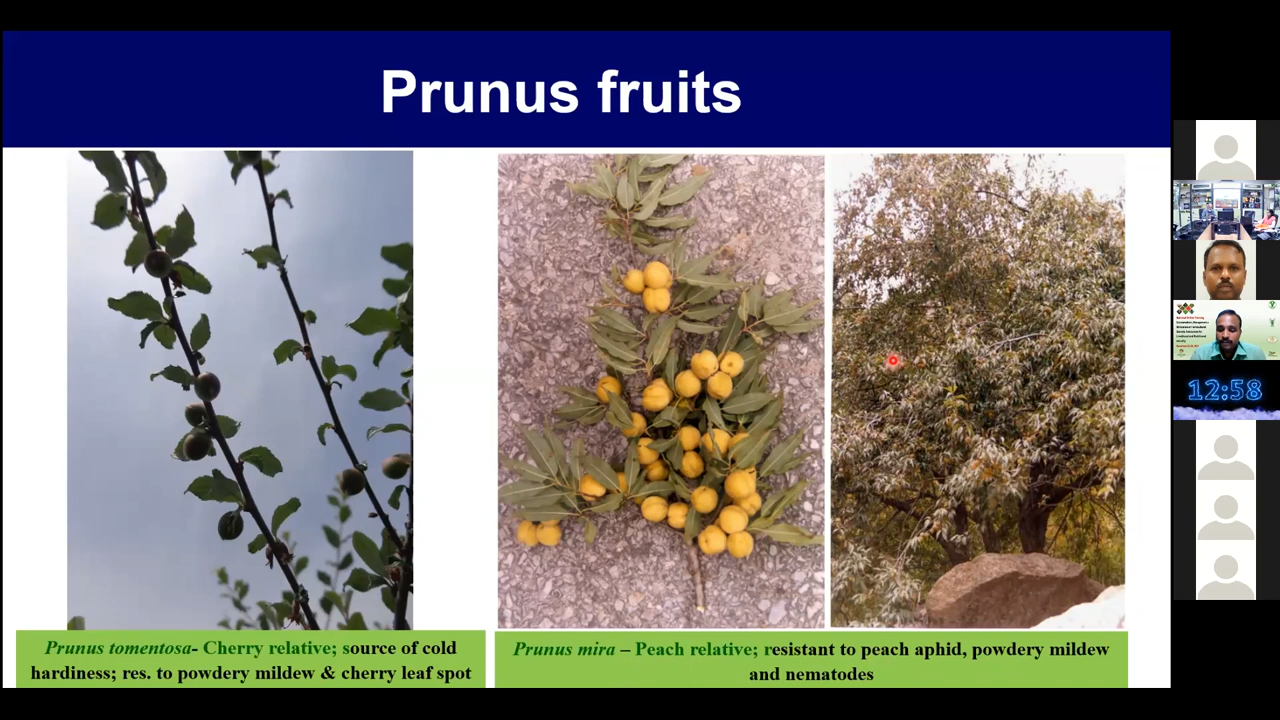 Prunus fruits
Prunus tomentosa- Cherry relative; source of cold
hardiness; res. to powdery mildew & cherry leaf spot
Prunus mira – Peach relative; resistant to peach aphid, powdery mildew
and nematodes
12:58